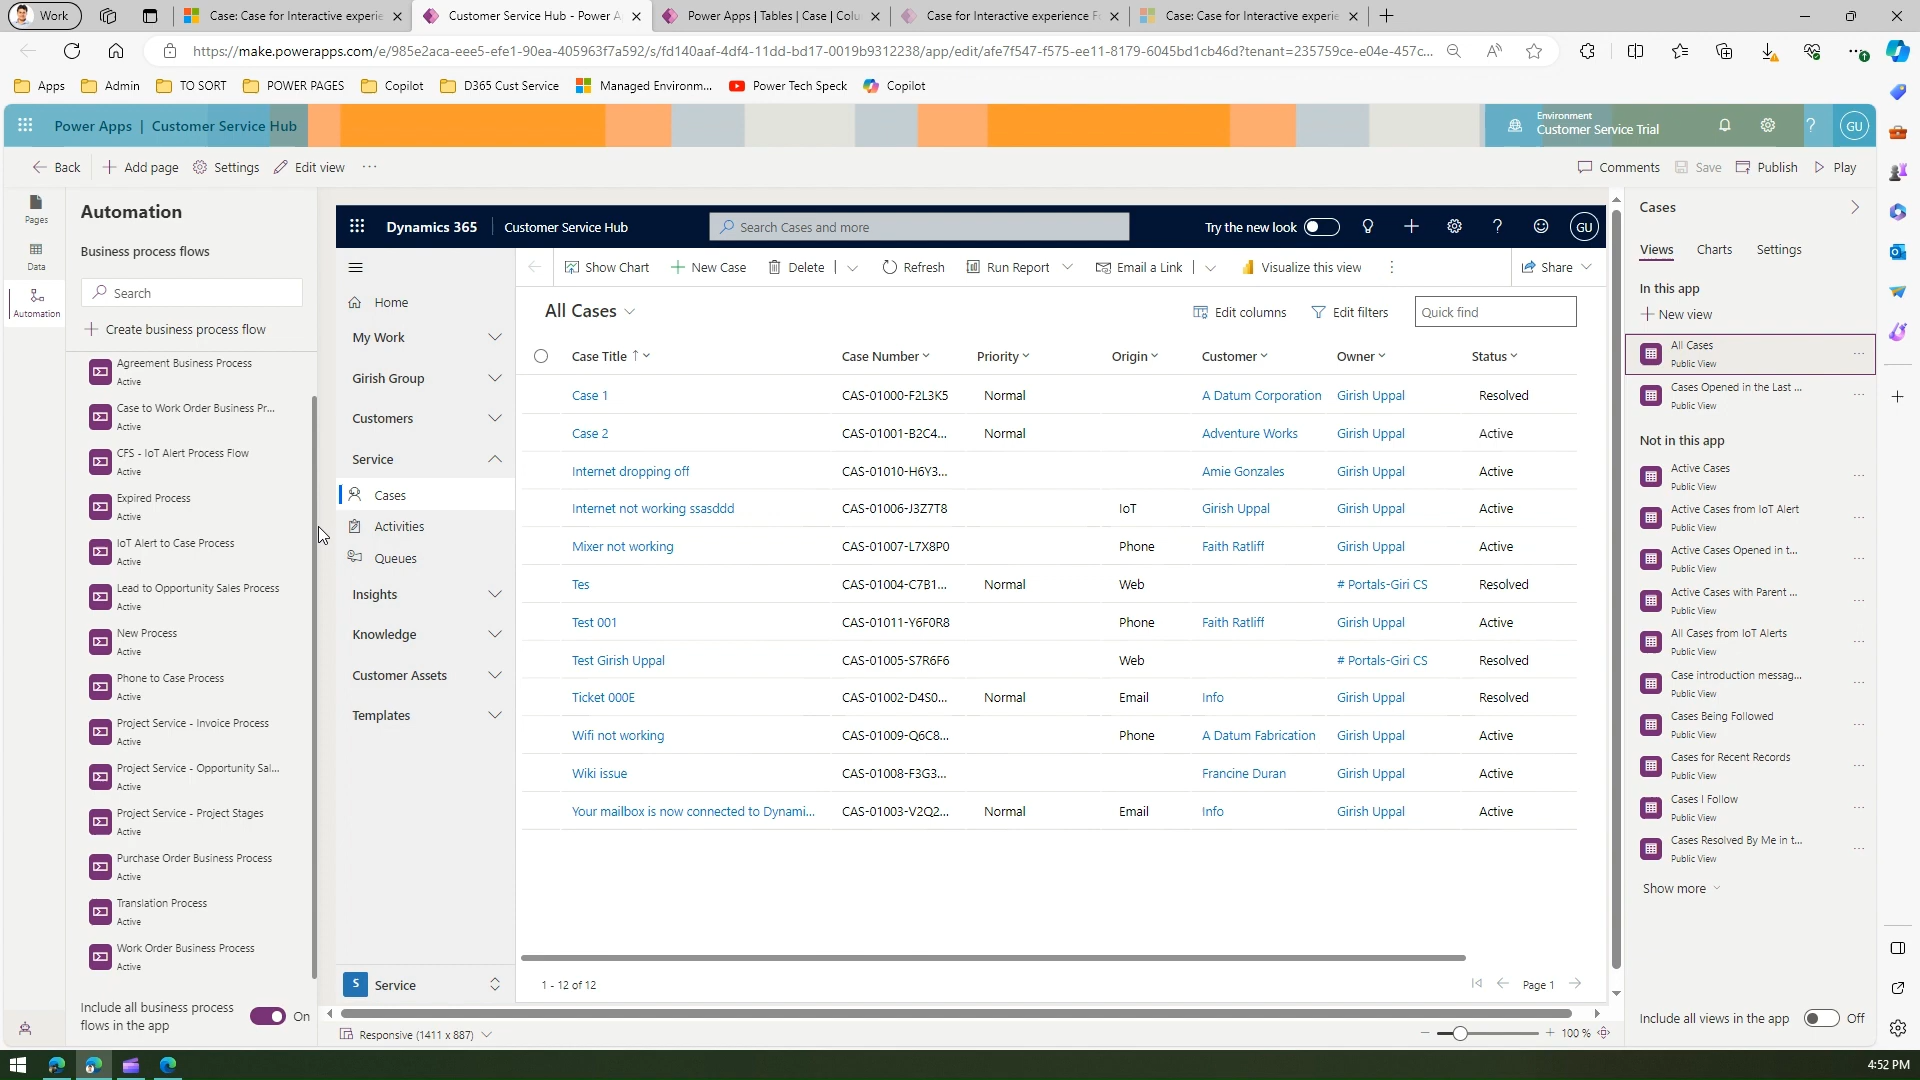 Work
Case: Case for Interactive experie
Customer Service Hub - Power A
Power Apps | Tables | Case | Colu
Case for Interactive experience Fo
Case: Case for Interactive experie
https://make.powerapps.com/e/985e2aca-eee5-efe1-90ea-405963f7a592/s/fd140aaf-4df4-11dd-bd17-0019b9312238/app/edit/afe7f547-f575-ee11-8179-6045bd1cb46d?tenant=235759ce-e04e-457c...
Apps
Admin
TO SORT
POWER PAGES
Copilot
D365 Cust Service
Managed Environm...
Power Tech Speck
Copilot
Power Apps | Customer Service Hub
Environment
Customer Service Trial
GU
Back
Add page
Settings
Edit view
Comments
Save
Publish
Play
Pages
Data
Automation
Automation
Business process flows
Search
Create business process flow
Agreement Business Process
Active
Case to Work Order Business Pr...
Active
CFS - IoT Alert Process Flow
Active
Expired Process
Active
IoT Alert to Case Process
Active
Lead to Opportunity Sales Process
Active
New Process
Active
Phone to Case Process
Active
Project Service - Invoice Process
Active
Project Service - Opportunity Sal...
Active
Project Service - Project Stages
Active
Purchase Order Business Process
Active
Translation Process
Active
Work Order Business Process
Active
Include all business process
flows in the app
On
Dynamics 365
Customer Service Hub
Search Cases and more
Try the new look
GU
Show Chart
New Case
Delete
Refresh
Run Report
Email a Link
Visualize this view
Share
Home
My Work
Girish Group
Customers
Service
Cases
Activities
Queues
Insights
Knowledge
Customer Assets
Templates
S Service
All Cases
Edit columns
Edit filters
Quick find
Case Title Case Number Priority Origin Customer Owner Status
Case 1 CAS-01000-F2L3K5 Normal A Datum Corporation Girish Uppal Resolved
Case 2 CAS-01001-B2C4... Normal Adventure Works Girish Uppal Active
Internet dropping off CAS-01010-H6Y3... Amie Gonzales Girish Uppal Active
Internet not working ssasddd CAS-01006-J3Z7T8 IoT Girish Uppal Girish Uppal Active
Mixer not working CAS-01007-L7X8P0 Phone Faith Ratliff Girish Uppal Active
Tes CAS-01004-C7B1... Normal Web # Portals-Giri CS Resolved
Test 001 CAS-01011-Y6F0R8 Phone Faith Ratliff Girish Uppal Active
Test Girish Uppal CAS-01005-S7R6F6 Web # Portals-Giri CS Resolved
Ticket 000E CAS-01002-D4S0... Normal Email Info Girish Uppal Resolved
Wifi not working CAS-01009-Q6C8... Phone A Datum Fabrication Girish Uppal Active
Wiki issue CAS-01008-F3G3... Francine Duran Girish Uppal Active
Your mailbox is now connected to Dynami... CAS-01003-V2Q2... Normal Email Info Girish Uppal Active
1 - 12 of 12
Page 1
Responsive (1411 x 887)
100 %
Cases
Views
Charts
Settings
In this app
New view
All Cases
Public View
Cases Opened in the Last ...
Public View
Not in this app
Active Cases
Public View
Active Cases from IoT Alert
Public View
Active Cases Opened in t...
Public View
Active Cases with Parent ...
Public View
All Cases from IoT Alerts
Public View
Case introduction messag...
Public View
Cases Being Followed
Public View
Cases for Recent Records
Public View
Cases I Follow
Public View
Cases Resolved By Me in t...
Public View
Show more
Include all views in the app
Off
4:52 PM